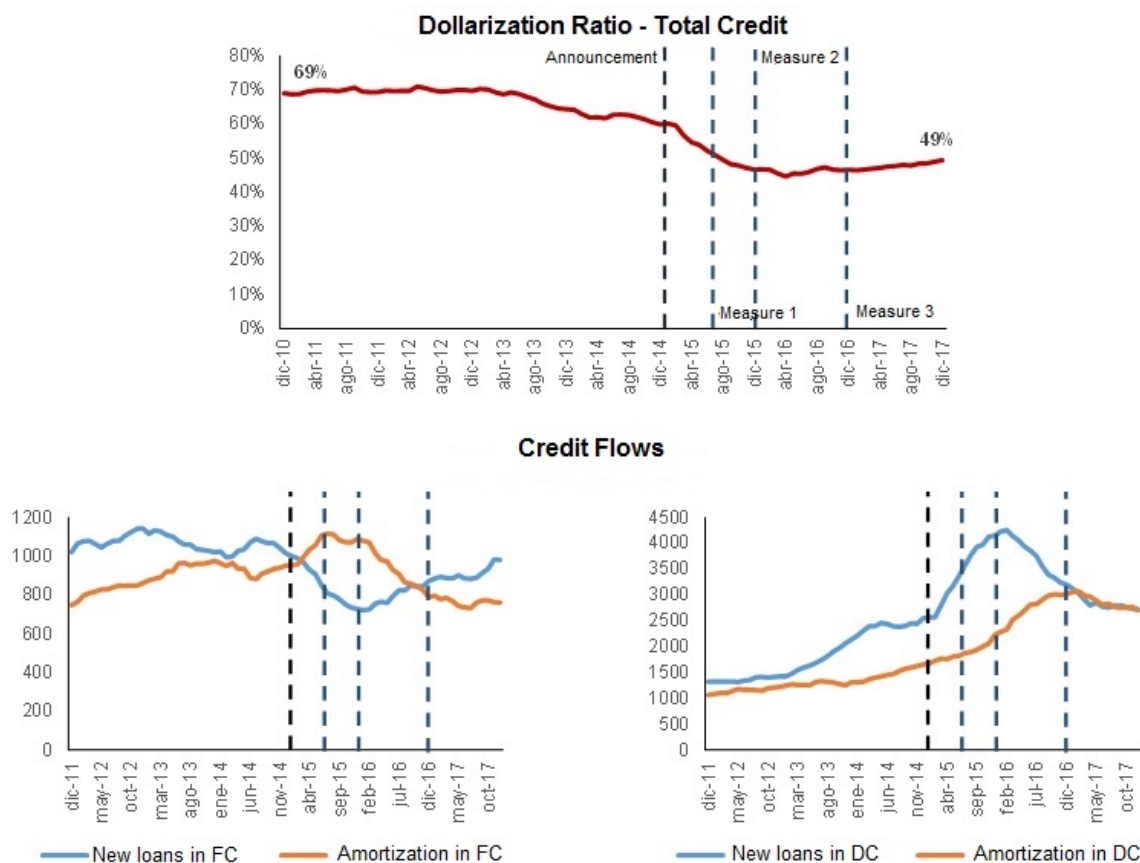 Dollarization Ratio - Total Credit
80%
70%
60%
50%
40%
30%
20%
10%
0%
69%
Announcement
Measure 2
49%
Measure 1
Measure 3
dic-10
abr-11
ago-11
dic-11
abr-12
ago-12
dic-12
abr-13
ago-13
dic-13
abr-14
ago-14
dic-14
abr-15
ago-15
dic-15
abr-16
ago-16
dic-16
abr-17
ago-17
dic-17
Credit Flows
1200
1000
800
600
400
200
0
dic-11
may-12
oct-12
mar-13
ago-13
ene-14
jun-14
nov-14
abr-15
sep-15
feb-16
jul-16
dic-16
may-17
oct-17
New loans in FC
Amortization in FC
4500
4000
3500
3000
2500
2000
1500
1000
500
0
dic-11
may-12
oct-12
mar-13
ago-13
ene-14
jun-14
nov-14
abr-15
sep-15
feb-16
jul-16
dic-16
may-17
oct-17
New loans in DC
Amortization in DC